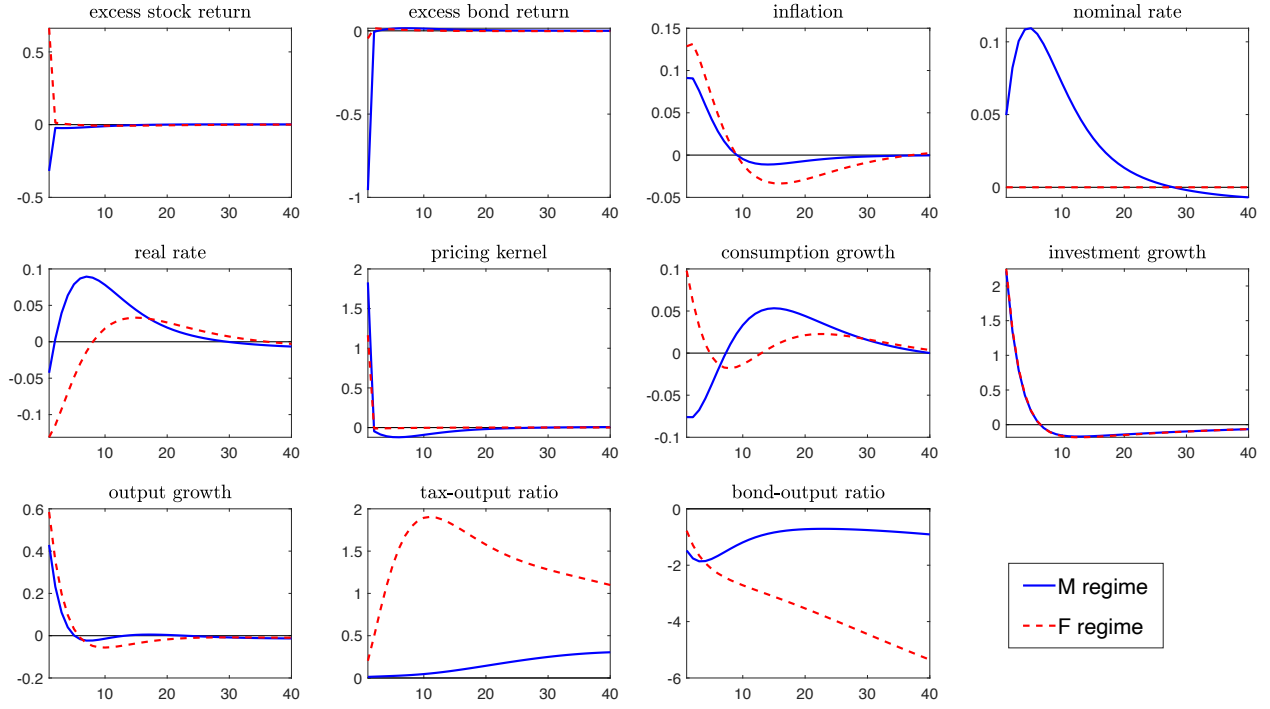 excess stock return
0.5
0
-0.5
10 20 30 40
excess bond return
0
-0.5
-1
10 20 30 40
inflation
0.15
0.1
0.05
0
-0.05
10 20 30 40
nominal rate
0.1
0.05
0
10 20 30 40
real rate
0.1
0.05
0
-0.05
-0.1
10 20 30 40
pricing kernel
2
1.5
1
0.5
0
10 20 30 40
consumption growth
0.1
0.05
0
-0.05
-0.1
10 20 30 40
investment growth
2
1.5
1
0.5
0
10 20 30 40
output growth
0.6
0.4
0.2
0
-0.2
10 20 30 40
tax-output ratio
2
1.5
1
0.5
0
10 20 30 40
bond-output ratio
0
-2
-4
-6
10 20 30 40
M regime
F regime